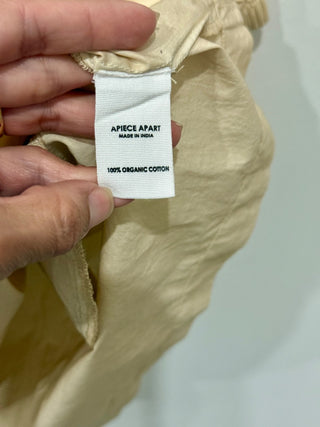 APIECE APART
MADE IN INDIA
100% ORGANIC COTTON